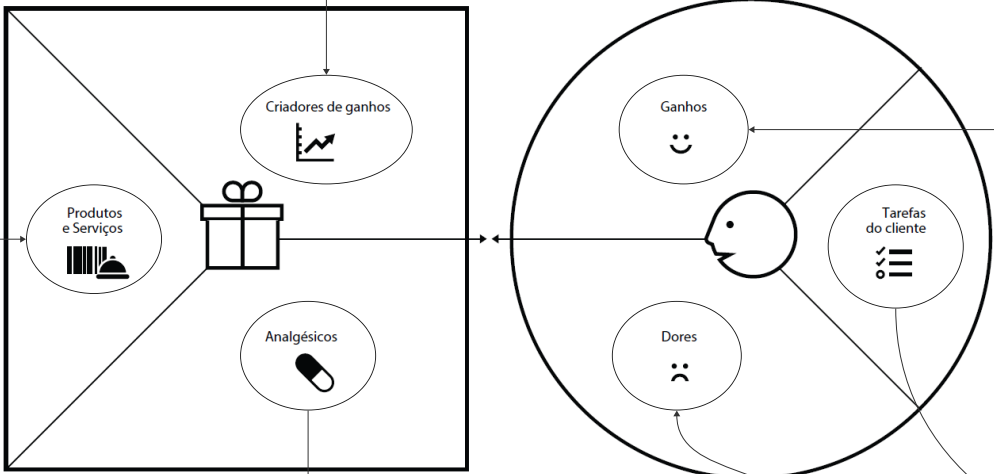 Criadores de ganhos
Produtos
e Serviços
Analgésicos
Ganhos
Tarefas
do cliente
Dores